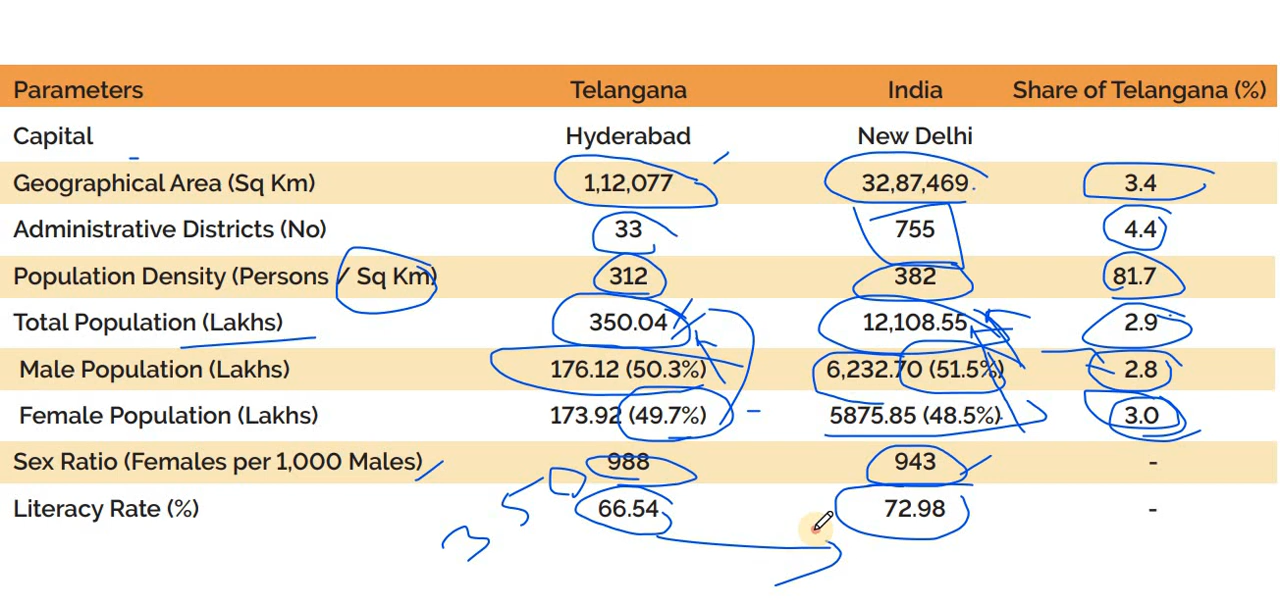 Parameters Telangana India Share of Telangana (%)
Capital Hyderabad New Delhi
Geographical Area (Sq Km) 1,12,077 32,87,469 3.4
Administrative Districts (No) 33 755 4.4
Population Density (Persons / Sq Km) 312 382 81.7
Total Population (Lakhs) 350.04 12,108.55 2.9
Male Population (Lakhs) 176.12 (50.3%) 6,232.70 (51.5%) 2.8
Female Population (Lakhs) 173.92 (49.7%) 5875.85 (48.5%) 3.0
Sex Ratio (Females per 1,000 Males) 988 943 -
Literacy Rate (%) 66.54 72.98 -
350